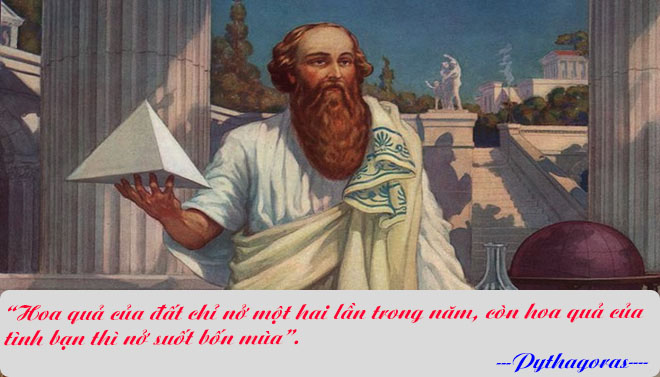 “Hoa quả của đất chỉ nở một hai lần trong năm, còn hoa quả của
tình bạn thì nở suốt bốn mùa”.
---Pythagoras----